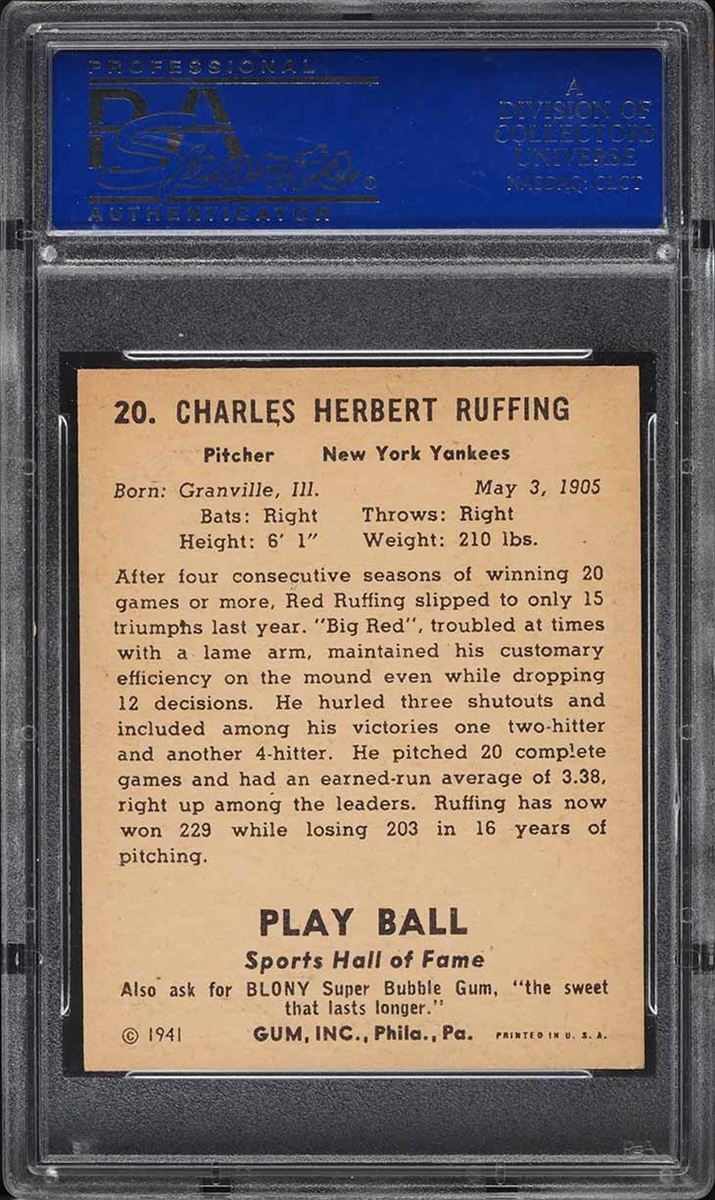 PROFESSIONAL
PSA
Sports
AUTHENTICATOR
A
DIVISION OF
COLLECTORS
UNIVERSE
NASDAQ: CLCT
20. CHARLES HERBERT RUFFING
Pitcher New York Yankees
Born: Granville, Ill. May 3, 1905
Bats: Right Throws: Right
Height: 6' 1" Weight: 210 lbs.
After four consecutive seasons of winning 20
games or more, Red Ruffing slipped to only 15
triumphs last year. "Big Red", troubled at times
with a lame arm, maintained his customary
efficiency on the mound even while dropping
12 decisions. He hurled three shutouts and
included among his victories one two-hitter
and another 4-hitter. He pitched 20 complete
games and had an earned-run average of 3.38,
right up among the leaders. Ruffing has now
won 229 while losing 203 in 16 years of
pitching.
PLAY BALL
Sports Hall of Fame
Also ask for BLONY Super Bubble Gum, "the sweet
that lasts longer."
© 1941 GUM, INC., Phila., Pa. PRINTED IN U. S. A.
PSA